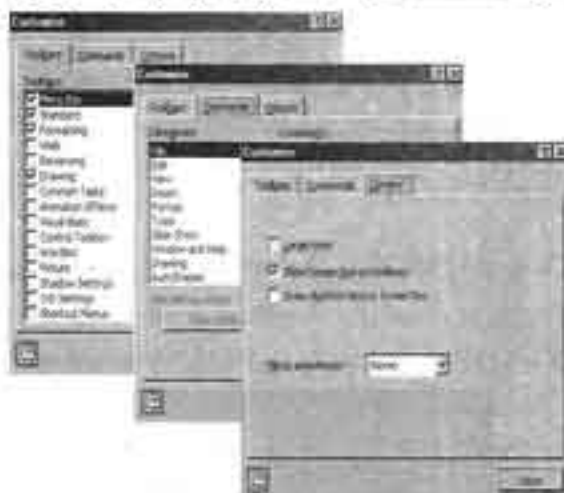 Customize
Toolbars Commands Options
Toolbars:
Menu Bar
Standard
Formatting
Web
Reviewing
Drawing
Common Tasks
Animation Effects
Visual Basic
Control Toolbox
WordArt
Picture
Shadow Settings
3-D Settings
Shortcut Menus
Customize
Toolbars Commands Options
Categories:
File
Edit
View
Insert
Format
Tools
Slide Show
Window and Help
Drawing
AutoShapes
Customize
Toolbars Commands Options
Large icons
Show ScreenTips on toolbars
Show shortcut keys in ScreenTips
Menu animations:
Close